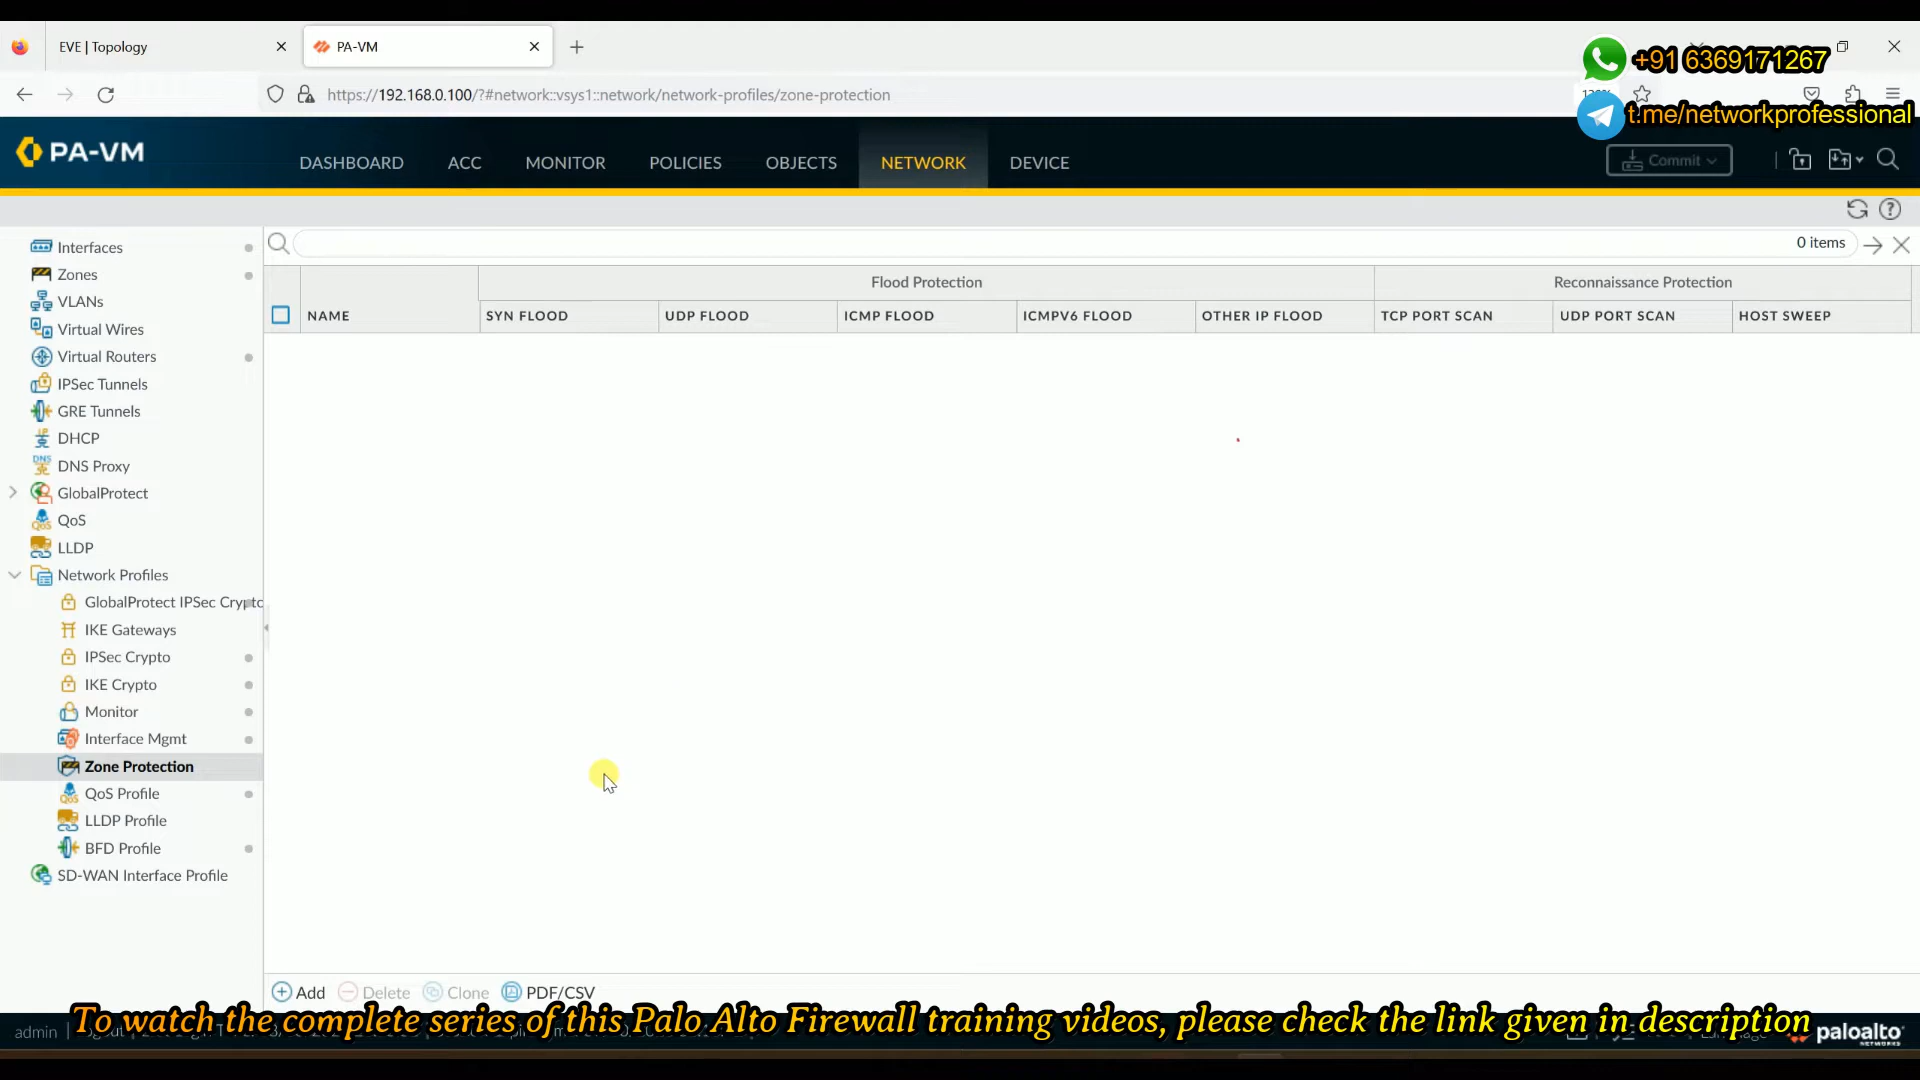 EVE | Topology
PA-VM
+91 6369171267
https://192.168.0.100/?#network::vsys1::network/network-profiles/zone-protection
t.me/networkprofessional
PA-VM
DASHBOARD
ACC
MONITOR
POLICIES
OBJECTS
NETWORK
DEVICE
Commit
Interfaces
Zones
VLANs
Virtual Wires
Virtual Routers
IPSec Tunnels
GRE Tunnels
DHCP
DNS Proxy
GlobalProtect
QoS
LLDP
Network Profiles
GlobalProtect IPSec Crypto
IKE Gateways
IPSec Crypto
IKE Crypto
Monitor
Interface Mgmt
Zone Protection
QoS Profile
LLDP Profile
BFD Profile
SD-WAN Interface Profile
0 items
Flood Protection
Reconnaissance Protection
NAME
SYN FLOOD
UDP FLOOD
ICMP FLOOD
ICMPV6 FLOOD
OTHER IP FLOOD
TCP PORT SCAN
UDP PORT SCAN
HOST SWEEP
Add
Delete
Clone
PDF/CSV
To watch the complete series of this Palo Alto Firewall training videos, please check the link given in description
admin
paloalto
NETWORKS